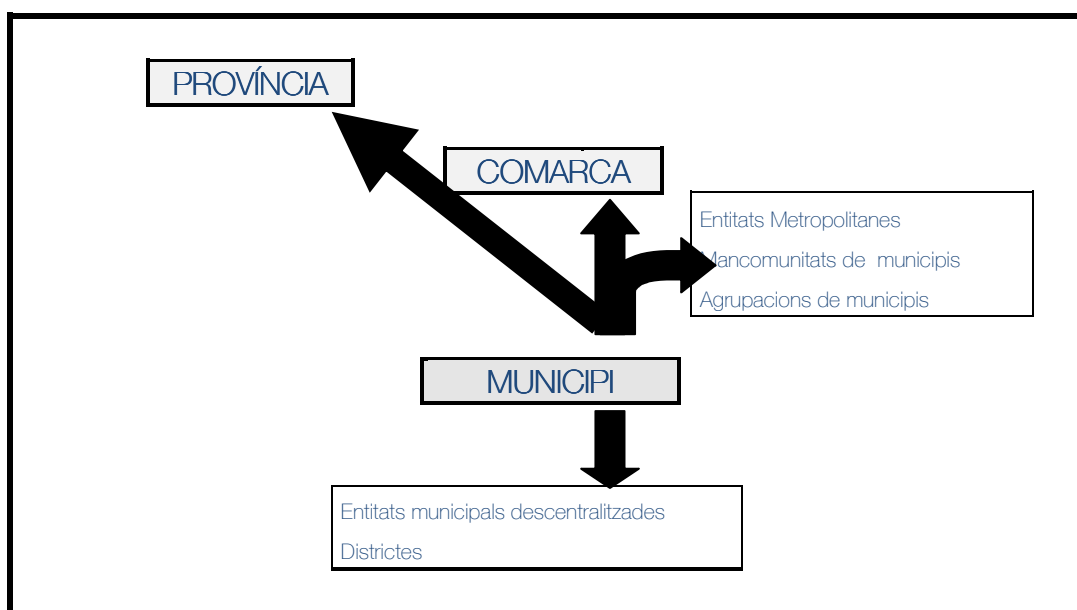 PROVÍNCIA
COMARCA
Entitats Metropolitanes
Mancomunitats de municipis
Agrupacions de municipis
MUNICIPI
Entitats municipals descentralitzades
Districtes